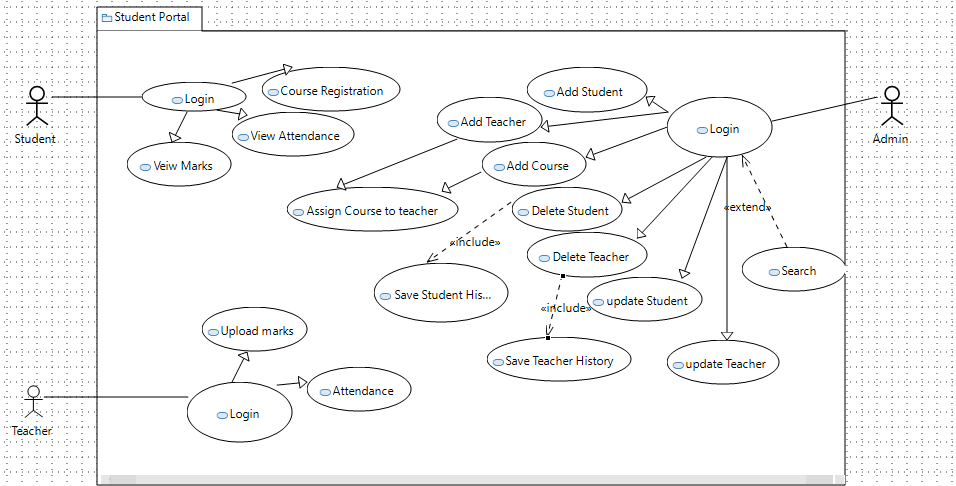 Student Portal
Add Student
Course Registration
Login
Student
Add Teacher
Login
Admin
View Attendance
Veiw Marks
Add Course
Assign Course to teacher
Delete Student
«extend»
«include»
Delete Teacher
Search
Save Student His...
update Student
«include»
Upload marks
Save Teacher History
update Teacher
Attendance
Login
Teacher